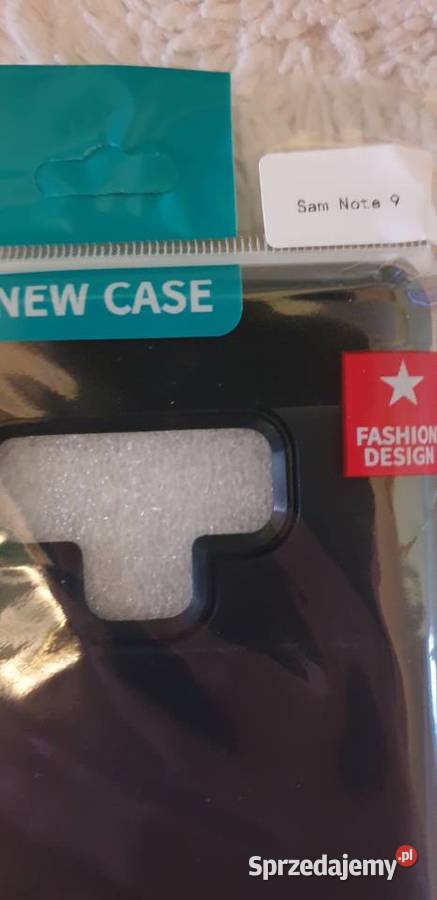 Sam Note 9
NEW CASE
FASHION
DESIGN
Sprzedajemy.pl